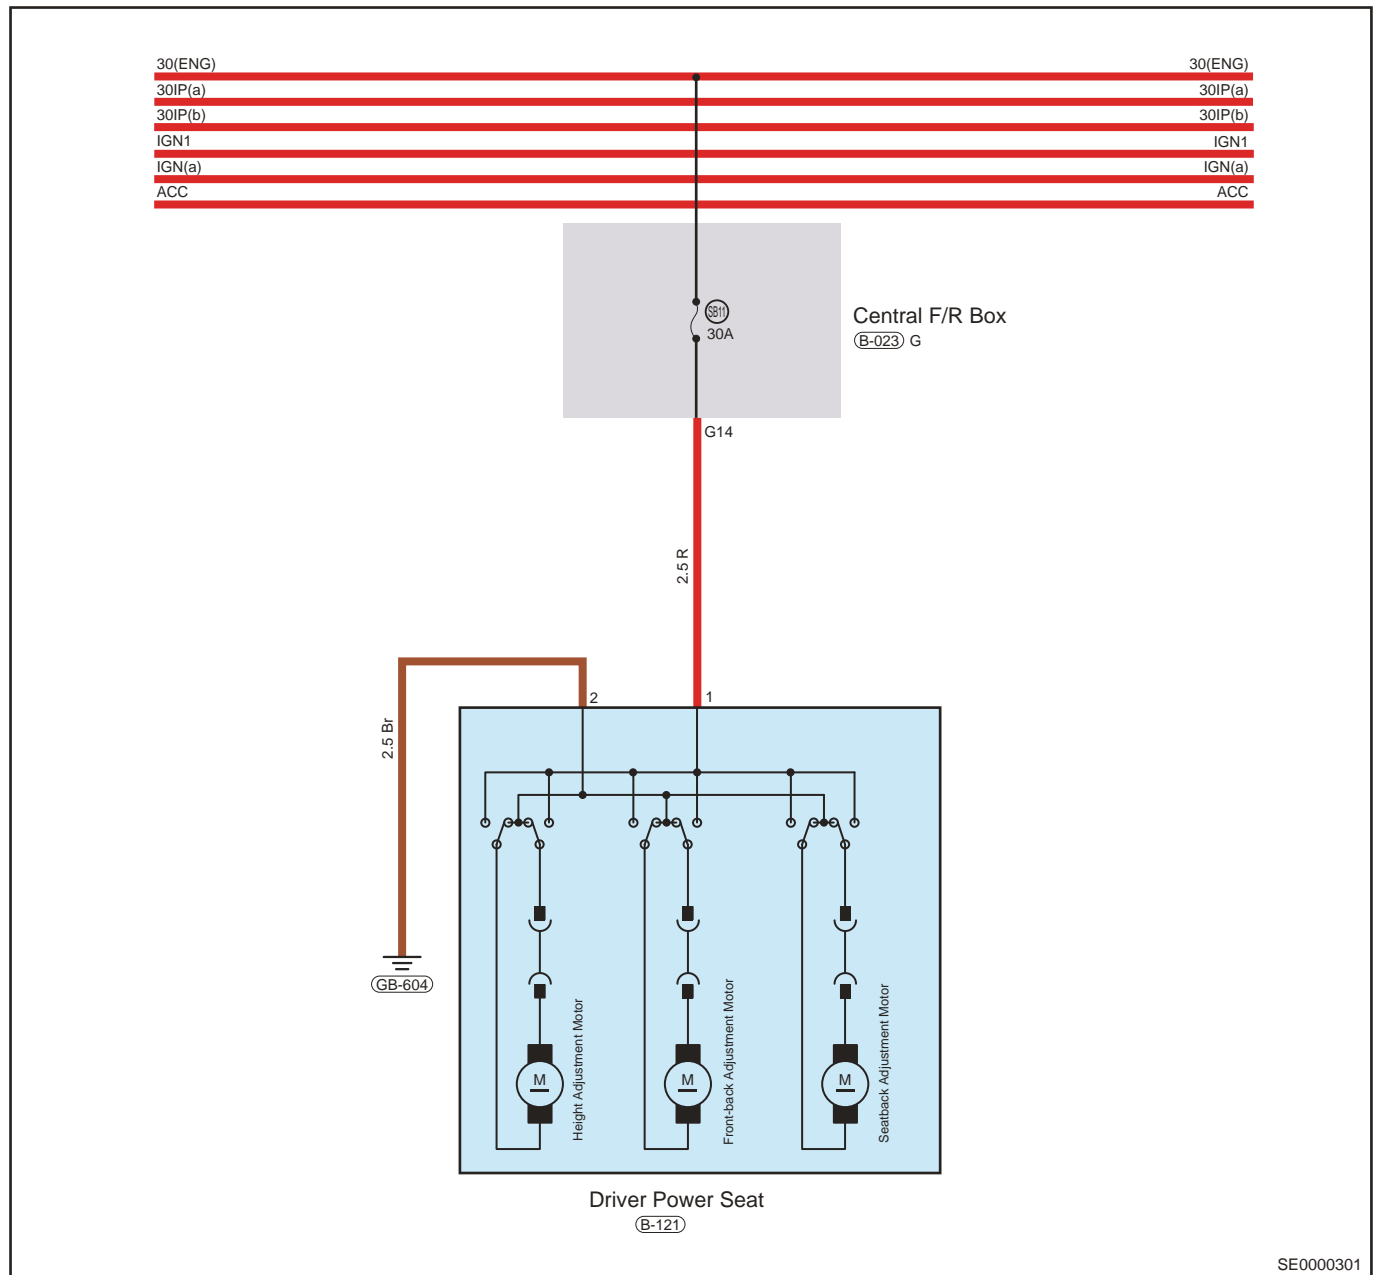 30(ENG) 30(ENG)
30IP(a) 30IP(a)
30IP(b) 30IP(b)
IGN1 IGN1
IGN(a) IGN(a)
ACC ACC
SB11
30A
Central F/R Box
B-023 G
G14
2.5 R
2 1
2.5 Br
GB-604
Height Adjustment Motor
Front-back Adjustment Motor
Seatback Adjustment Motor
M M M
Driver Power Seat
B-121
SE0000301